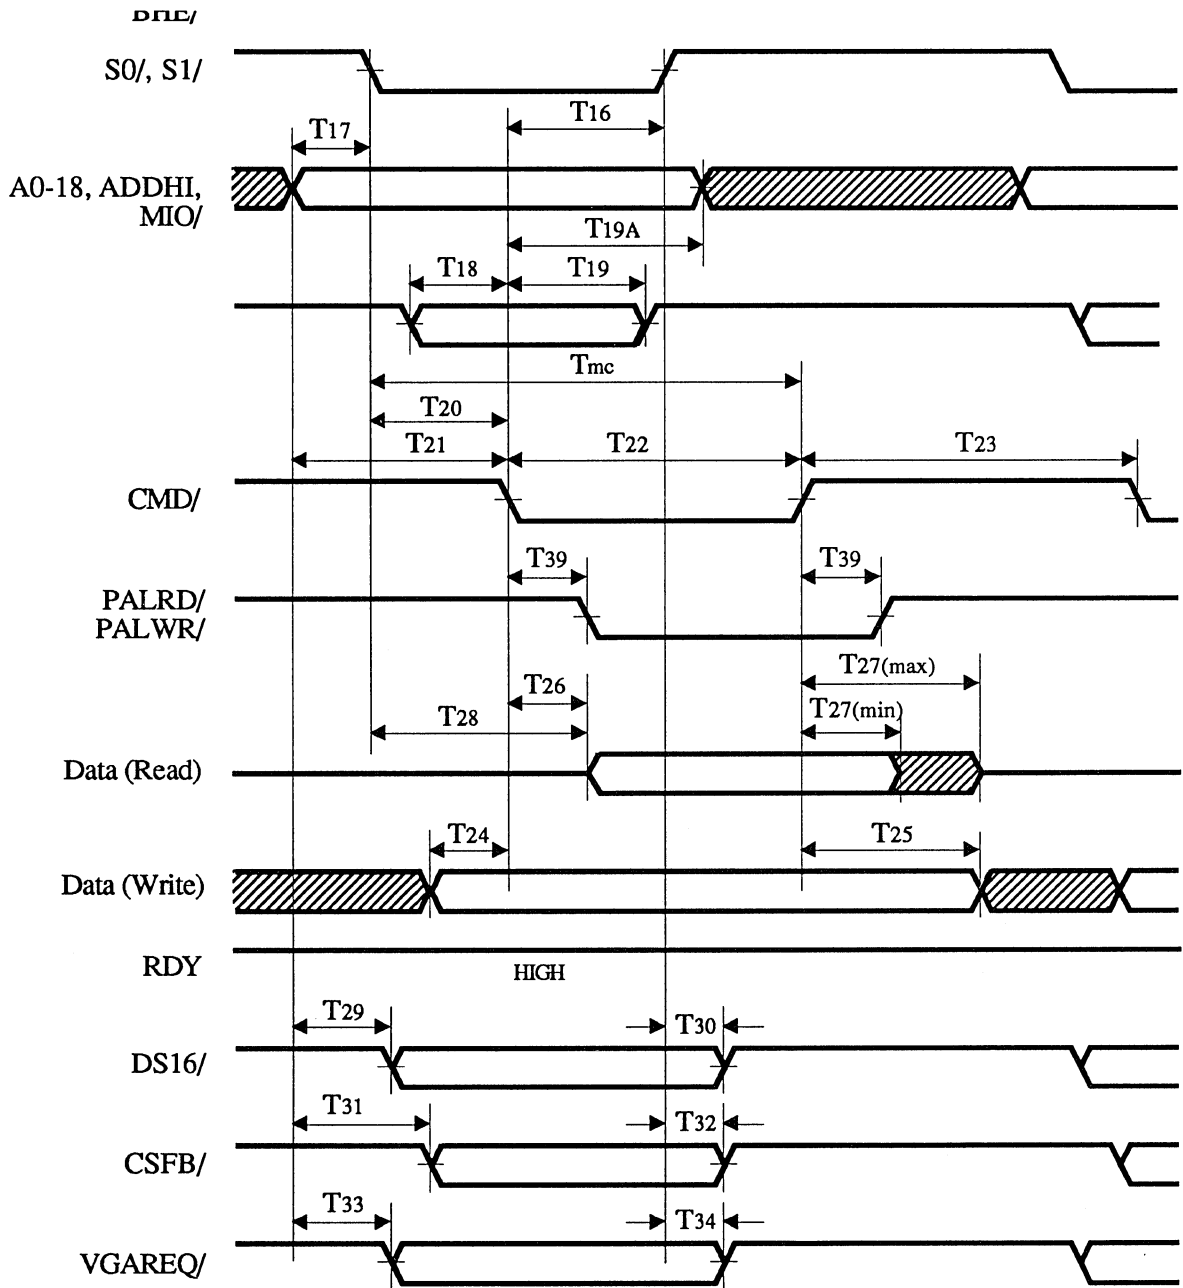 BHE/
S0/, S1/
T16
T17
A0-18, ADDHI,
MIO/
T19A
T18 T19
Tmc
T20
T21 T22 T23
CMD/
T39 T39
PALRD/
PALWR/
T27(max)
T26
T28 T27(min)
Data (Read)
T24 T25
Data (Write)
RDY
HIGH
T29 T30
DS16/
T31 T32
CSFB/
T33 T34
VGAREQ/